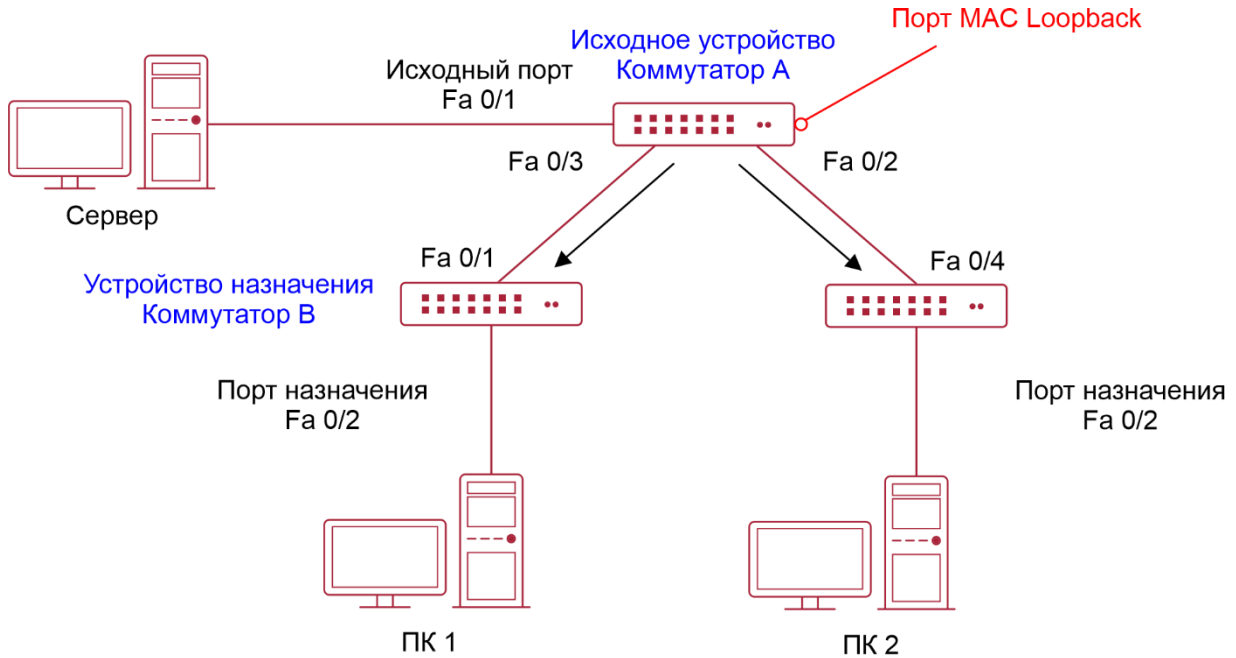 Порт MAC Loopback
Исходное устройство
Коммутатор A
Исходный порт
Fa 0/1
Fa 0/3
Fa 0/2
Сервер
Fa 0/1
Fa 0/4
Устройство назначения
Коммутатор B
Порт назначения
Fa 0/2
Порт назначения
Fa 0/2
ПК 1
ПК 2